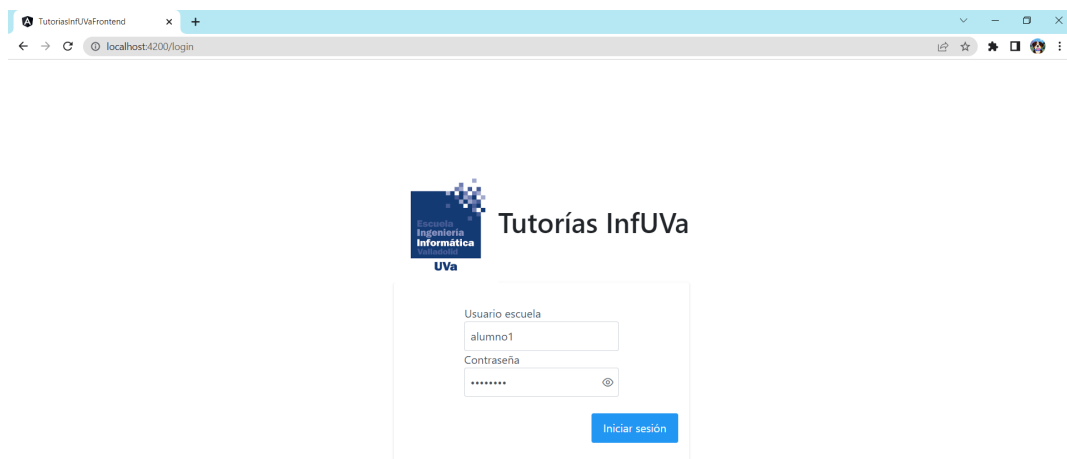 TutoriasInfUVaFrontend
localhost:4200/login
Escuela
Ingeniería
Informática
Valladolid
UVa
Tutorías InfUVa
Usuario escuela
alumno1
Contraseña
••••••••
Iniciar sesión